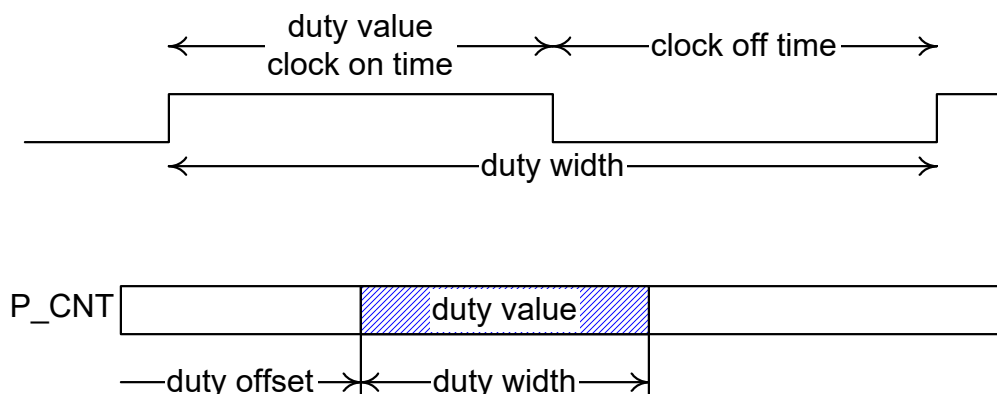 duty value
clock on time
clock off time
duty width
P_CNT
duty value
duty offset
duty width